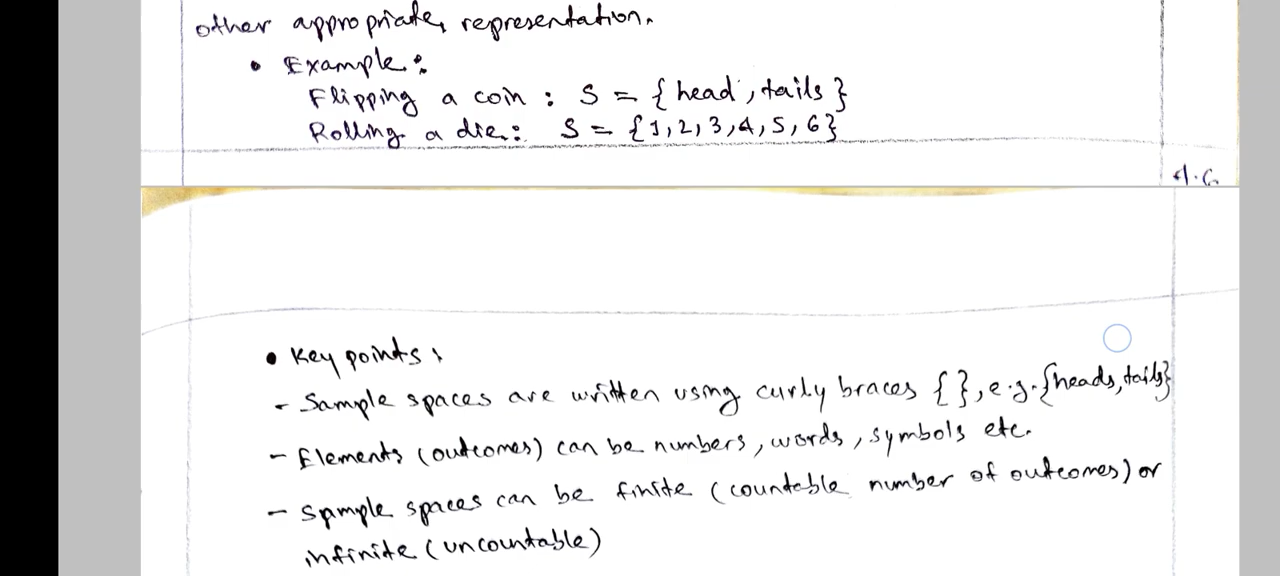 other appropriate, representation.
• Example:
Flipping a coin : S = {head, tails}
Rolling a die: S = {1, 2, 3, 4, 5, 6}
• Key points:
- Sample spaces are written using curly braces { }, e.g. {heads, tails}
- Elements (outcomes) can be numbers, words, symbols etc.
- Sample spaces can be finite (countable number of outcomes) or
infinite (uncountable)